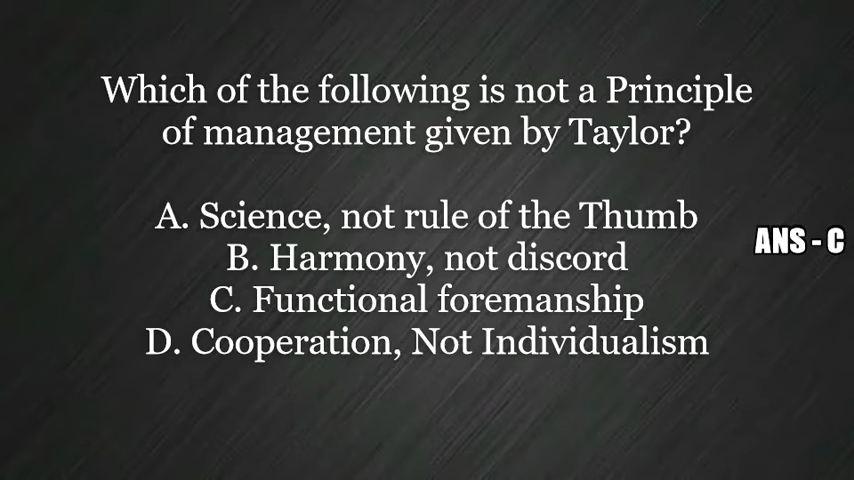 Which of the following is not a Principle
of management given by Taylor?
A. Science, not rule of the Thumb
B. Harmony, not discord
C. Functional foremanship
D. Cooperation, Not Individualism
ANS - C